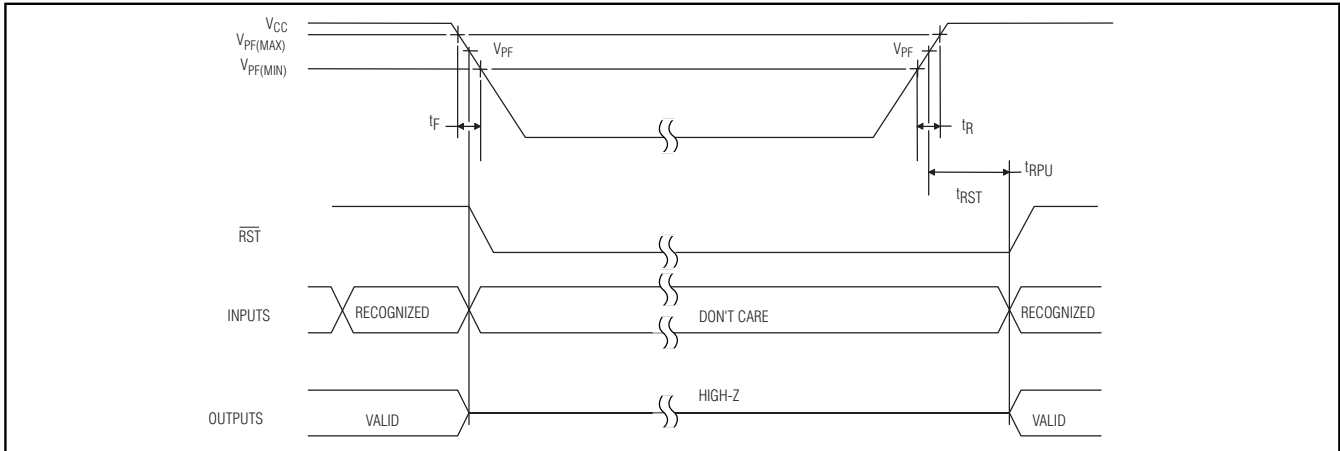 VCC
VPF(MAX)
VPF VPF
VPF(MIN)
tF tR
tRPU
tRST
RST
INPUTS RECOGNIZED DON'T CARE RECOGNIZED
HIGH-Z
OUTPUTS VALID VALID